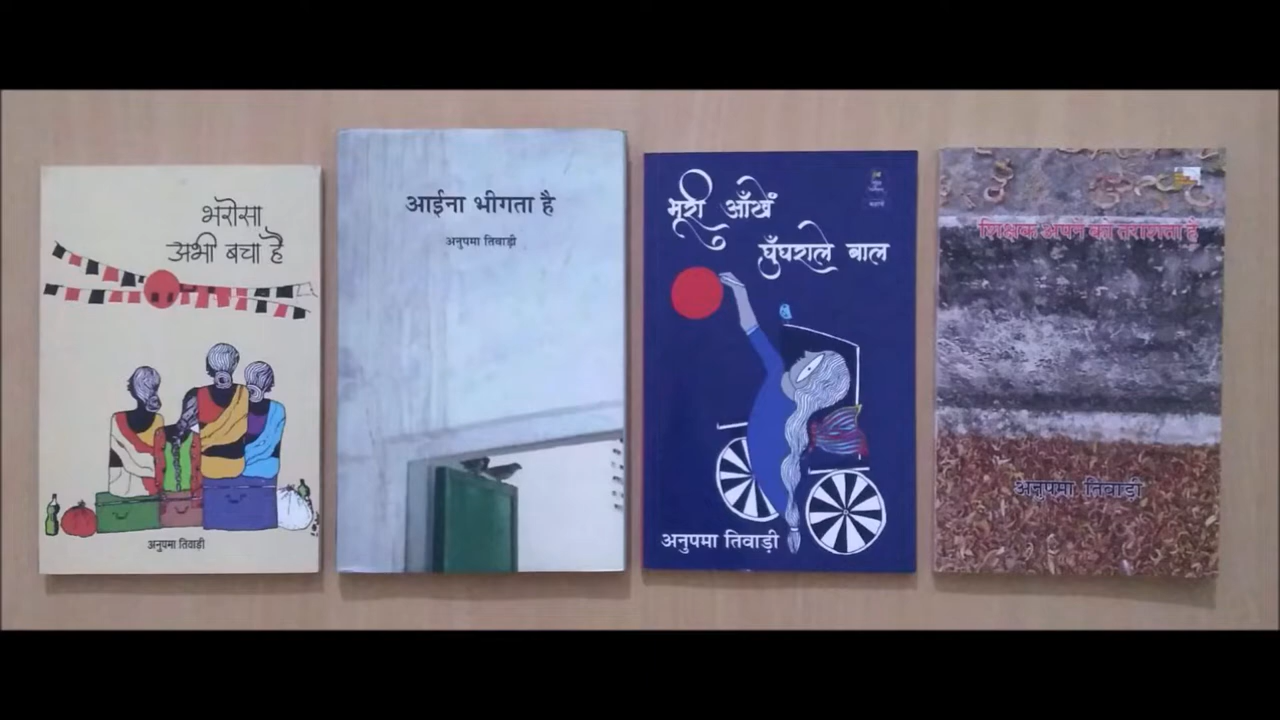 भरोसा
अभी बचा है
अनुपमा तिवाड़ी
आईना भीगता है
अनुपमा तिवाड़ी
भूरी आँखें
घुँघराले बाल
अनुपमा तिवाड़ी
शिक्षक अपने को तराशता है
अनुपमा तिवाड़ी